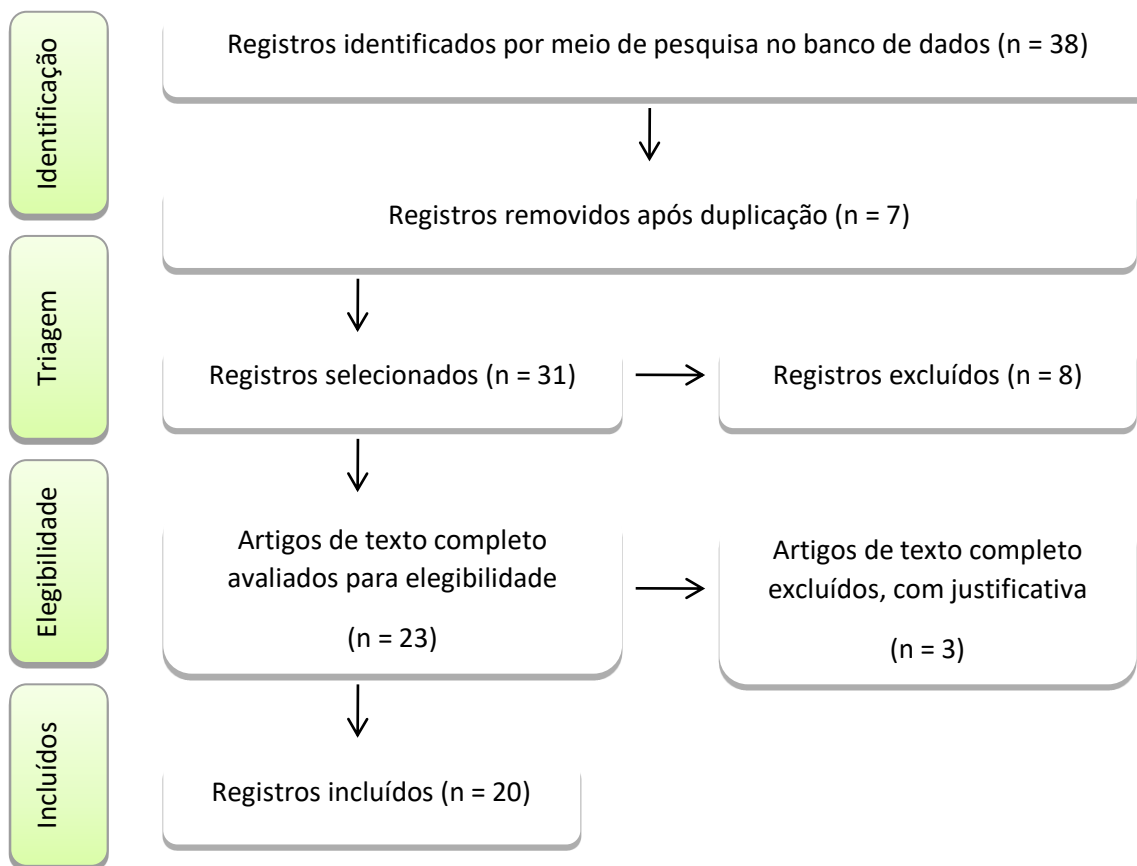 Identificação
Registros identificados por meio de pesquisa no banco de dados (n = 38)
Registros removidos após duplicação (n = 7)
Triagem
Registros selecionados (n = 31)
Registros excluídos (n = 8)
Elegibilidade
Artigos de texto completo
avaliados para elegibilidade
(n = 23)
Artigos de texto completo
excluídos, com justificativa
(n = 3)
Incluídos
Registros incluídos (n = 20)